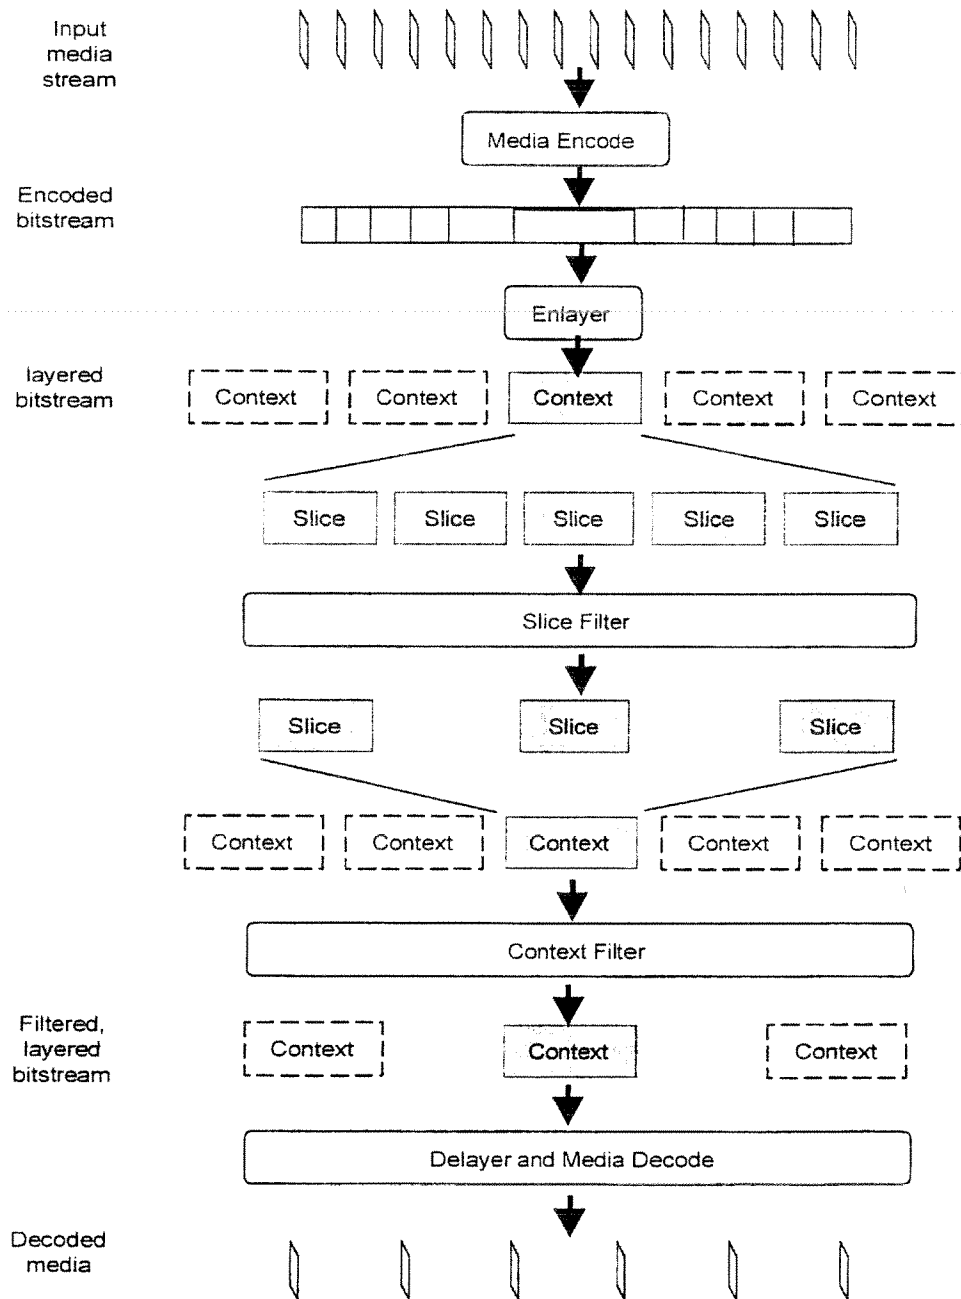 Input
media
stream
Media Encode
Encoded
bitstream
Enlayer
layered
bitstream
Context Context Context Context Context
Slice Slice Slice Slice Slice
Slice Filter
Slice Slice Slice
Context Context Context Context Context
Context Filter
Filtered,
layered
bitstream
Context Context Context
Delayer and Media Decode
Decoded
media